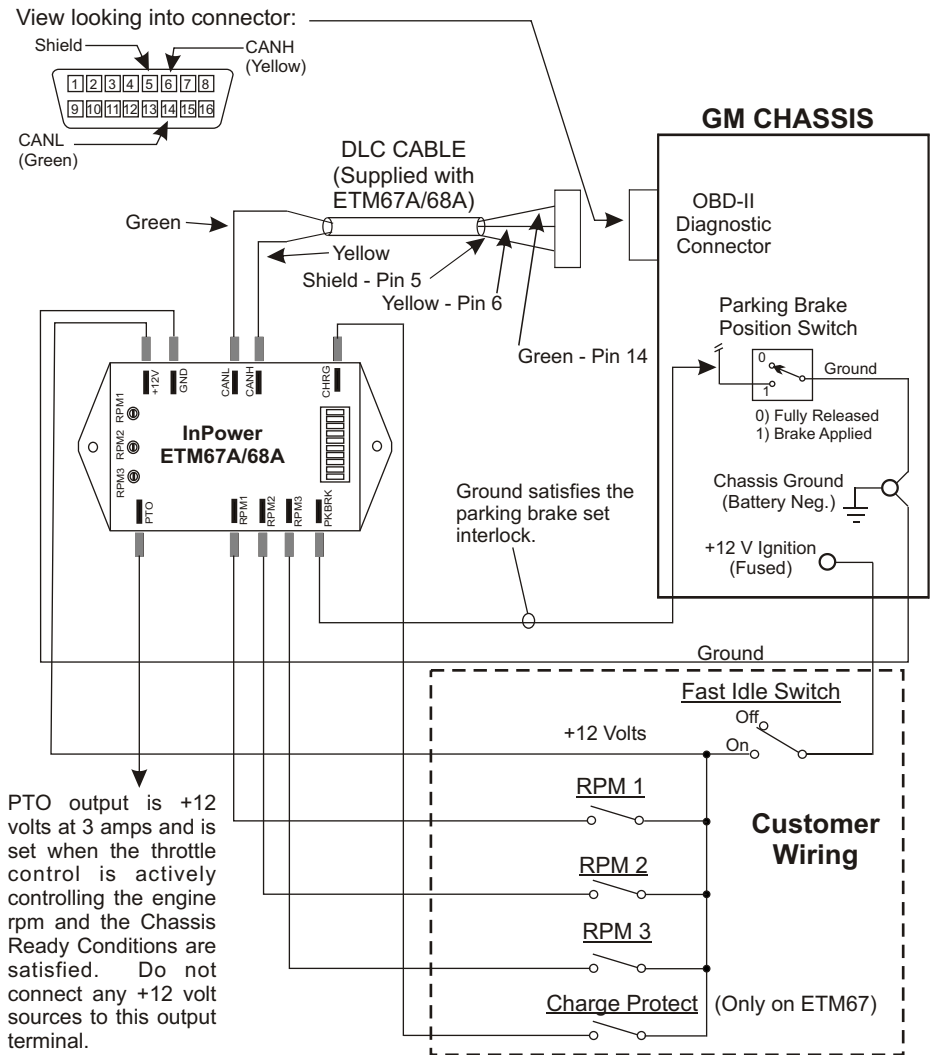 View looking into connector:
Shield
CANH
(Yellow)
1 2 3 4 5 6 7 8
9 10 11 12 13 14 15 16
CANL
(Green)
DLC CABLE
(Supplied with
ETM67A/68A)
Green
Yellow
Shield - Pin 5
Yellow - Pin 6
Green - Pin 14
GM CHASSIS
OBD-II
Diagnostic
Connector
Parking Brake
Position Switch
0
1
Ground
0) Fully Released
1) Brake Applied
Chassis Ground
(Battery Neg.)
+12 V Ignition
(Fused)
+12V
GND
CANL
CANH
CHRG
RPM1
RPM2
RPM3
InPower
ETM67A/68A
PTO
RPM1
RPM2
RPM3
PKBRK
Ground satisfies the
parking brake set
interlock.
Ground
Fast Idle Switch
Off
On
+12 Volts
RPM 1
RPM 2
RPM 3
Charge Protect (Only on ETM67)
Customer
Wiring
PTO output is +12
volts at 3 amps and is
set when the throttle
control is actively
controlling the engine
rpm and the Chassis
Ready Conditions are
satisfied. Do not
connect any +12 volt
sources to this output
terminal.